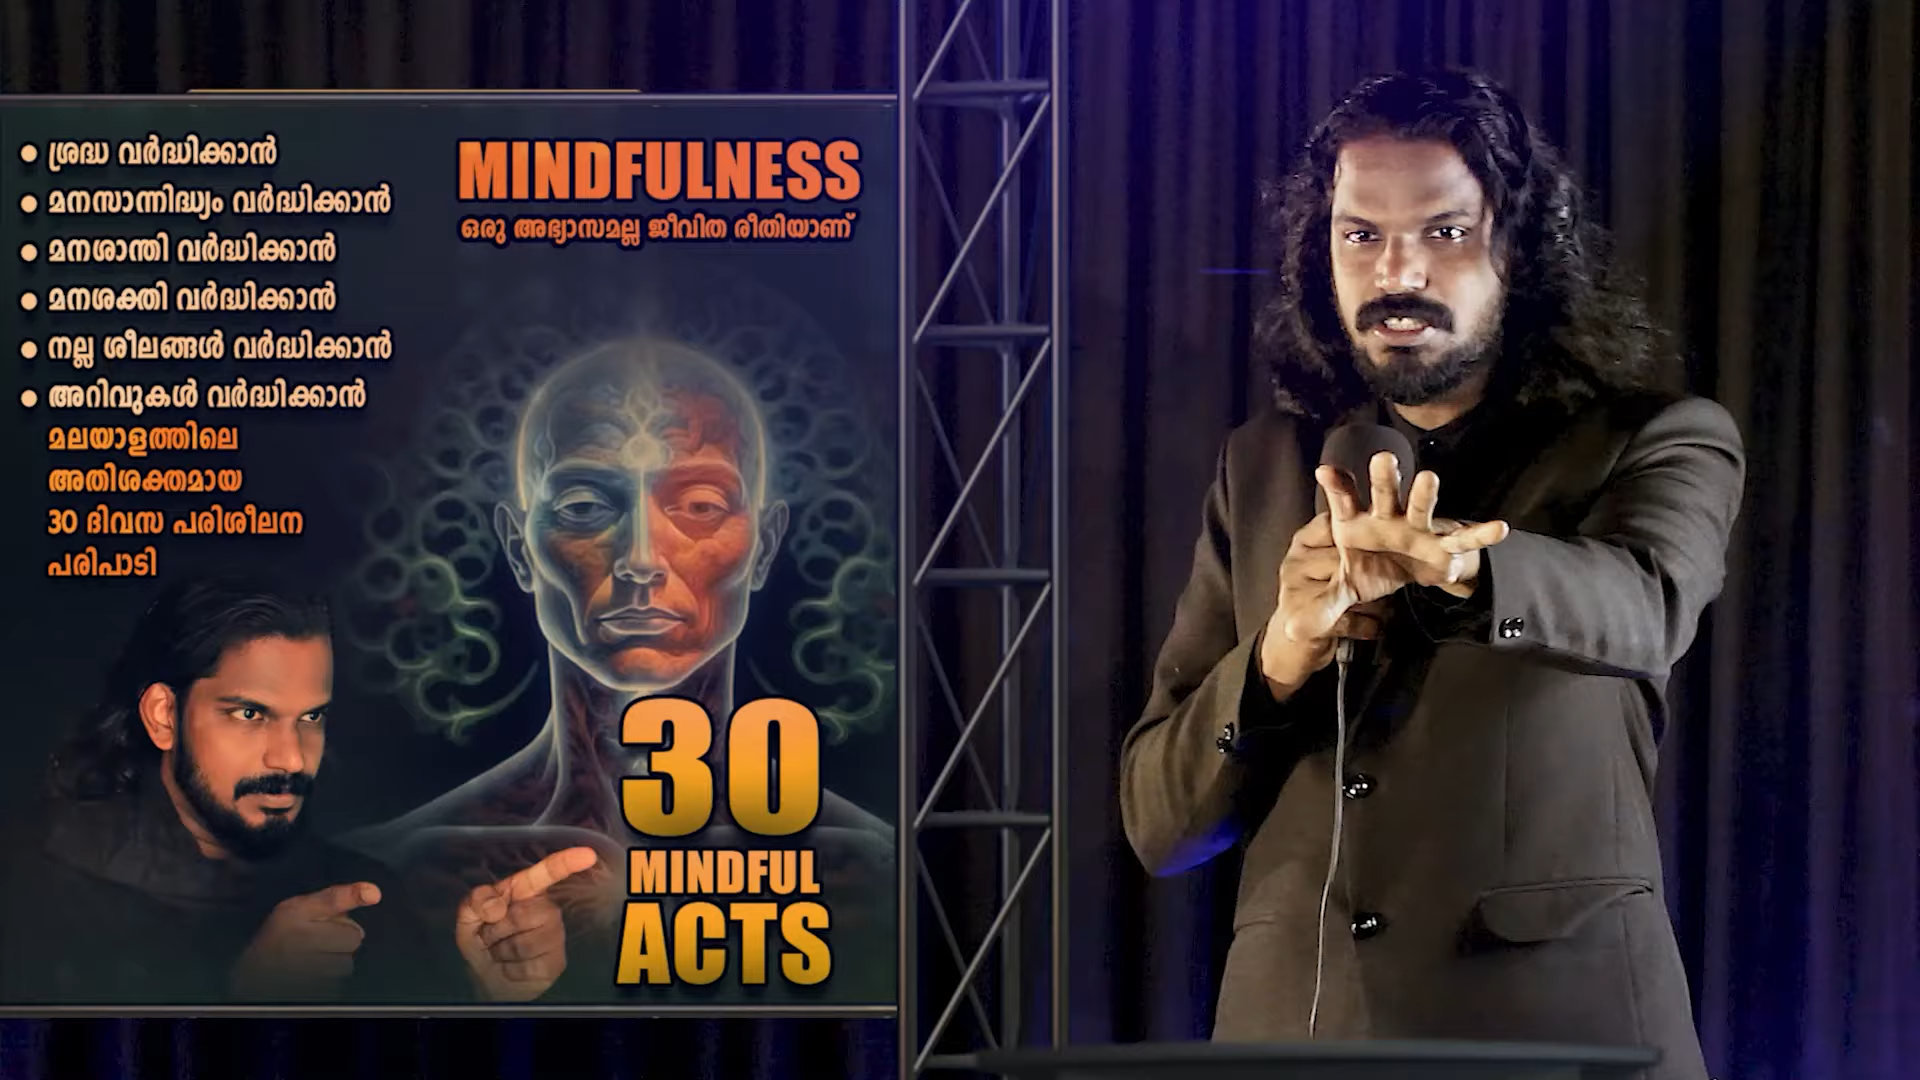 • ശ്രദ്ധ വർദ്ധിക്കാൻ
• മനസാന്നിദ്ധ്യം വർദ്ധിക്കാൻ
• മനശാന്തി വർദ്ധിക്കാൻ
• മനശക്തി വർദ്ധിക്കാൻ
• നല്ല ശീലങ്ങൾ വർദ്ധിക്കാൻ
• അറിവുകൾ വർദ്ധിക്കാൻ
മലയാളത്തിലെ
അതിശക്തമായ
30 ദിവസ പരിശീലന
പരിപാടി
MINDFULNESS
ഒരു അഭ്യാസമല്ല ജീവിത രീതിയാണ്
30
MINDFUL
ACTS